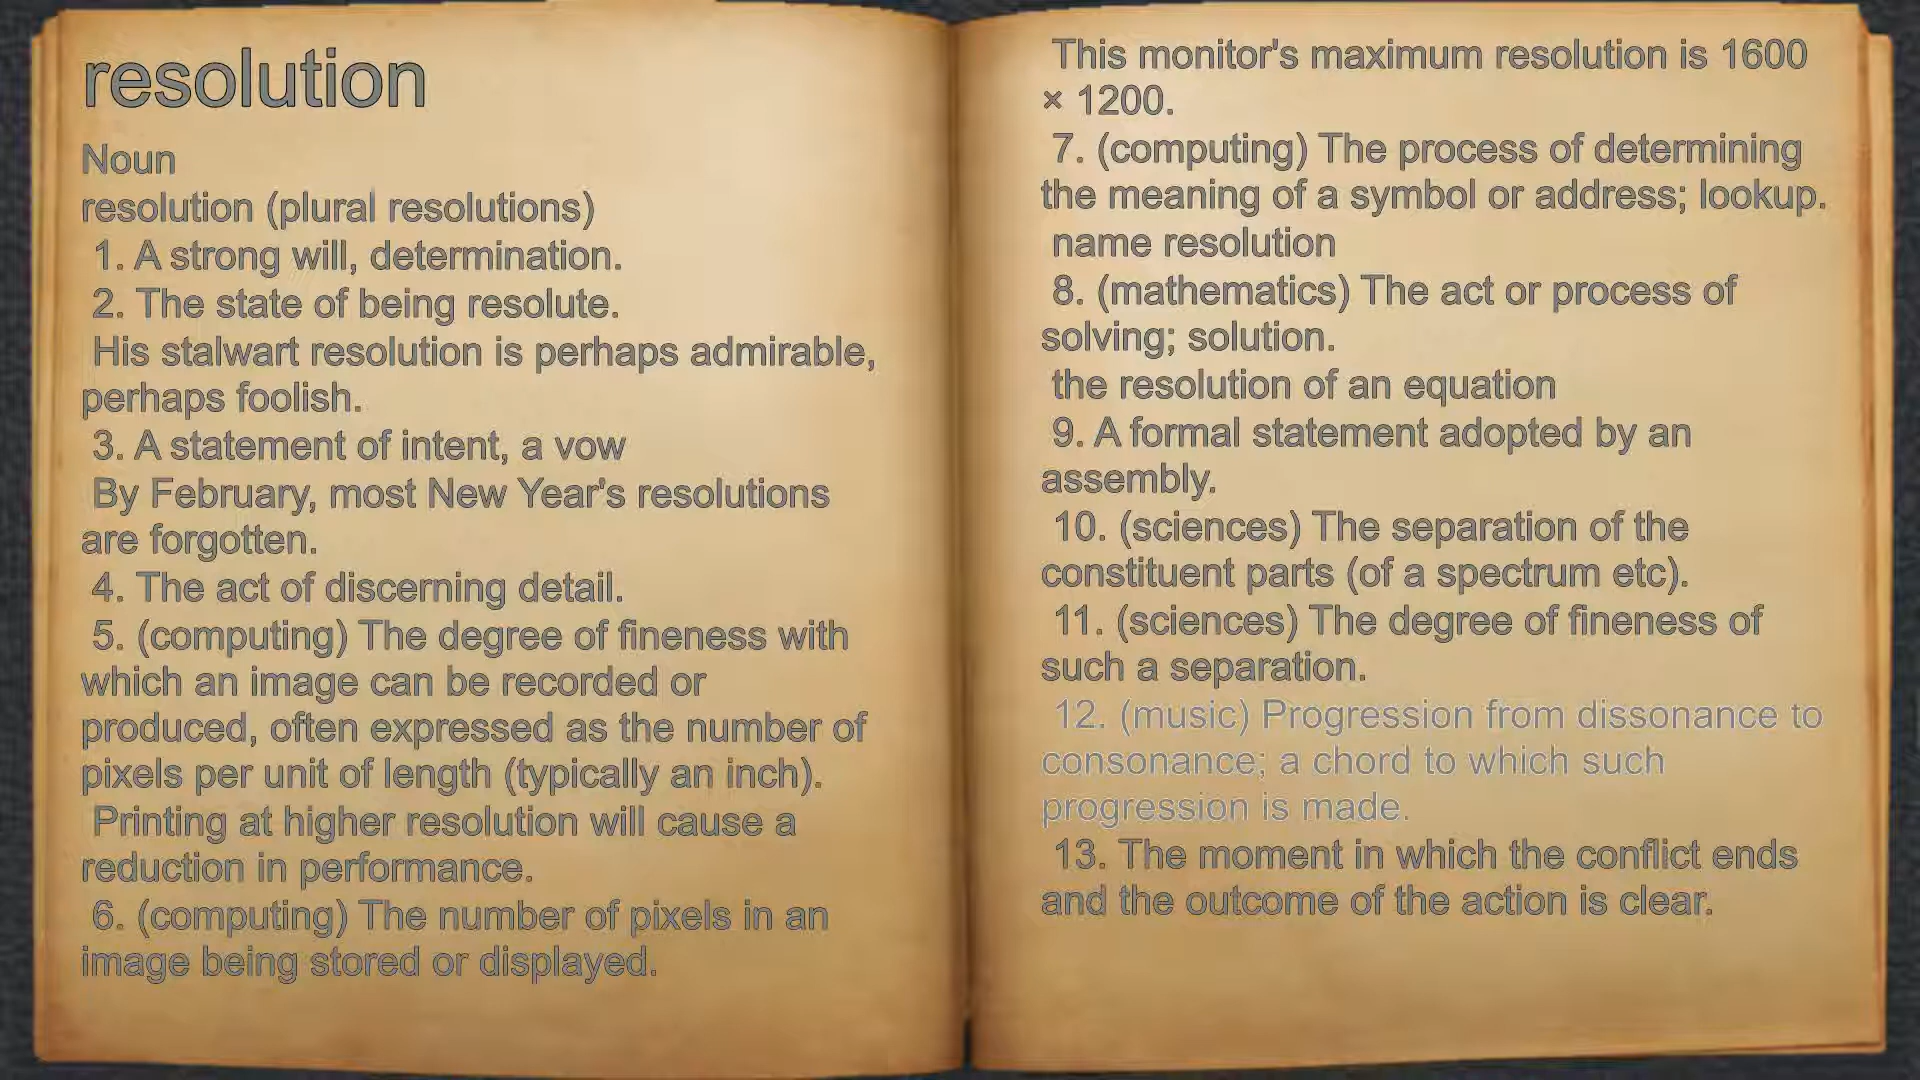 resolution
Noun
resolution (plural resolutions)
1. A strong will, determination.
2. The state of being resolute.
His stalwart resolution is perhaps admirable,
perhaps foolish.
3. A statement of intent, a vow
By February, most New Year's resolutions
are forgotten.
4. The act of discerning detail.
5. (computing) The degree of fineness with
which an image can be recorded or
produced, often expressed as the number of
pixels per unit of length (typically an inch).
Printing at higher resolution will cause a
reduction in performance.
6. (computing) The number of pixels in an
image being stored or displayed.
This monitor's maximum resolution is 1600
× 1200.
7. (computing) The process of determining
the meaning of a symbol or address; lookup.
name resolution
8. (mathematics) The act or process of
solving; solution.
the resolution of an equation
9. A formal statement adopted by an
assembly.
10. (sciences) The separation of the
constituent parts (of a spectrum etc).
11. (sciences) The degree of fineness of
such a separation.
12. (music) Progression from dissonance to
consonance; a chord to which such
progression is made.
13. The moment in which the conflict ends
and the outcome of the action is clear.